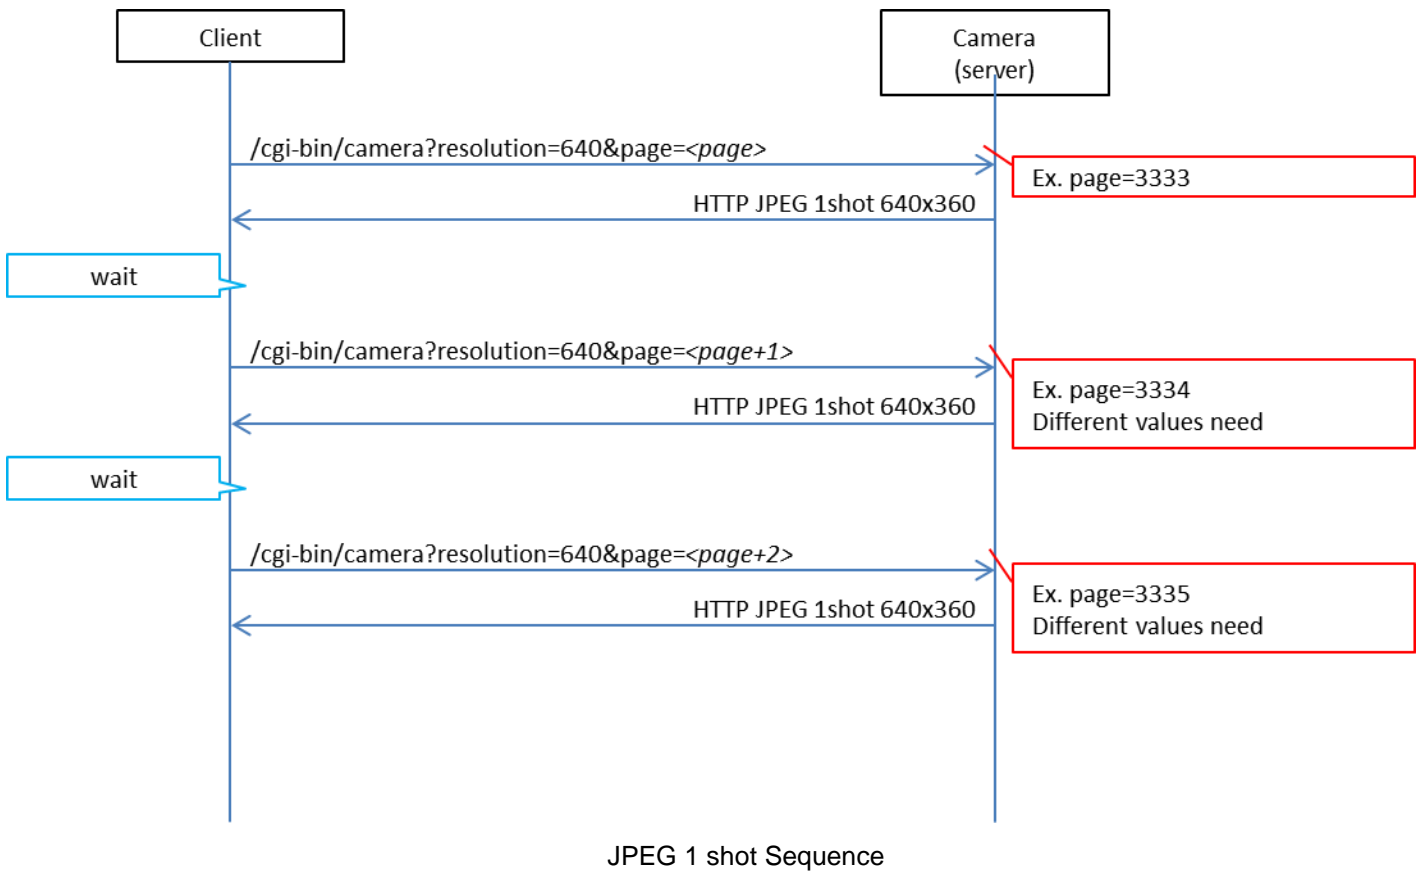 Client
Camera
(server)
/cgi-bin/camera?resolution=640&page=<page>
Ex. page=3333
HTTP JPEG 1shot 640x360
wait
/cgi-bin/camera?resolution=640&page=<page+1>
Ex. page=3334
Different values need
HTTP JPEG 1shot 640x360
wait
/cgi-bin/camera?resolution=640&page=<page+2>
Ex. page=3335
Different values need
HTTP JPEG 1shot 640x360
JPEG 1 shot Sequence